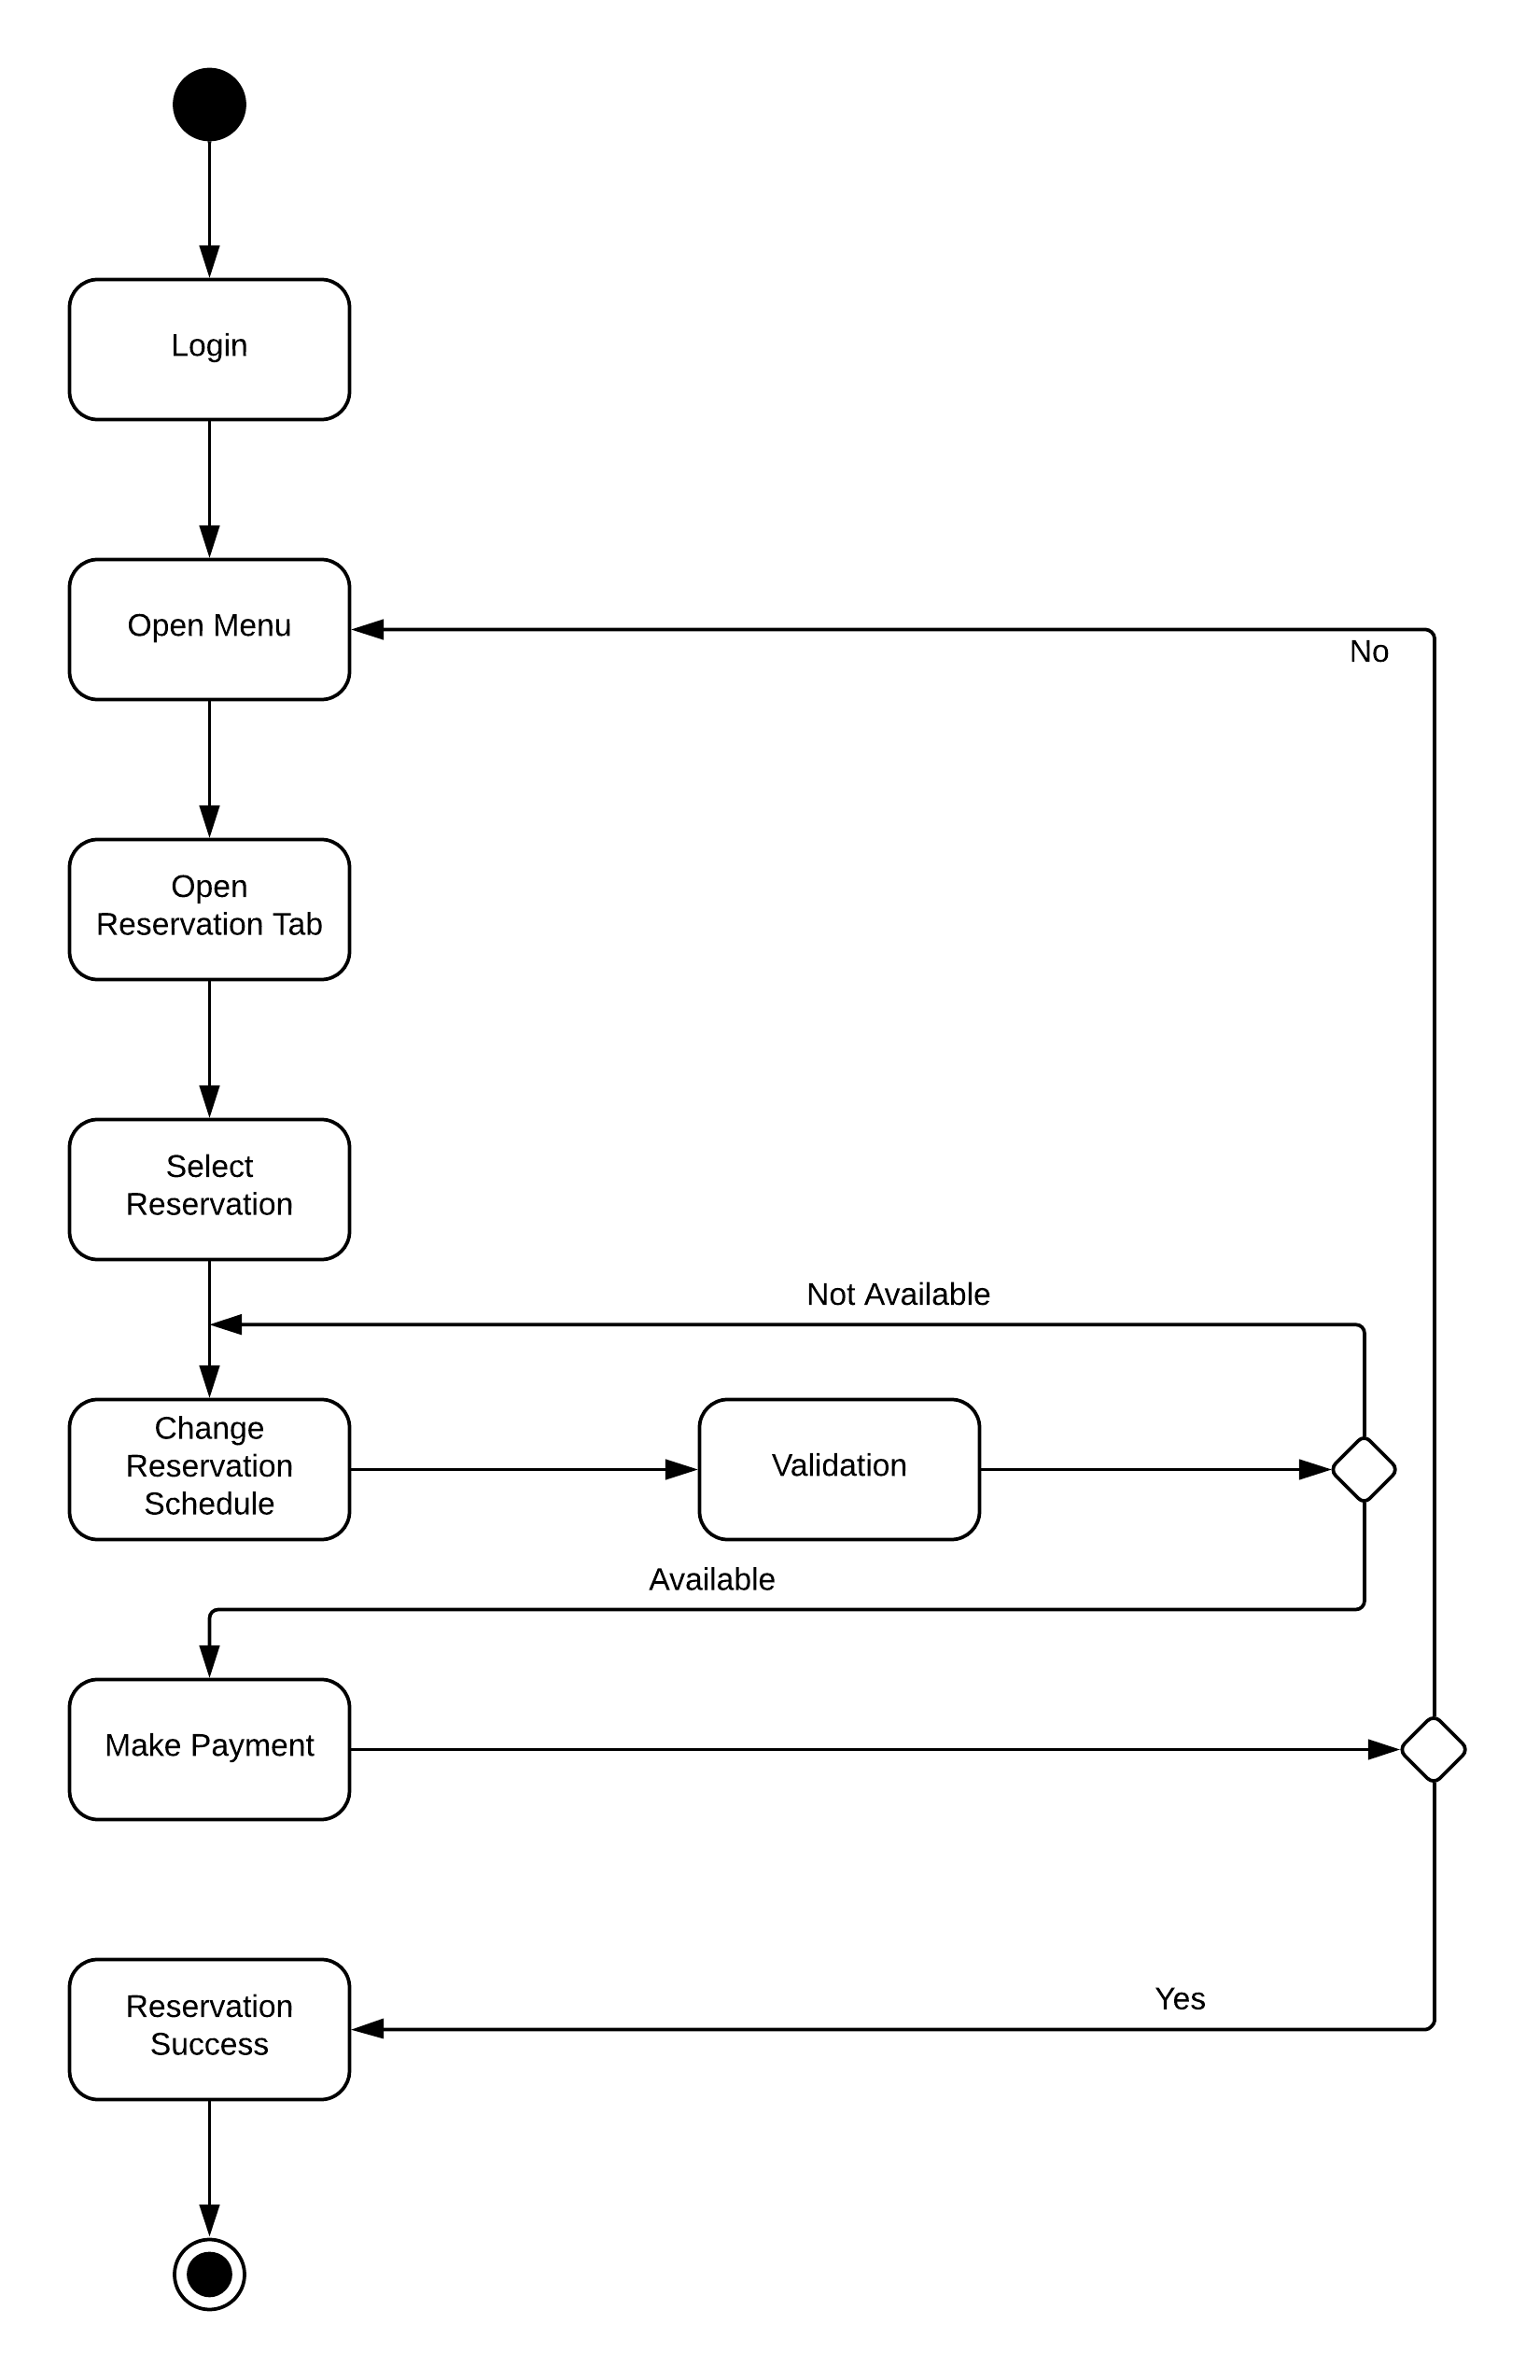 Login
Open Menu
No
Open
Reservation Tab
Select
Reservation
Not Available
Change
Reservation
Schedule
Validation
Available
Make Payment
Yes
Reservation
Success